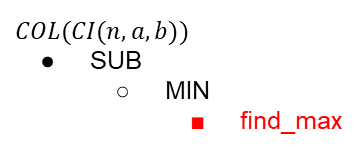 COL(CI(n, a, b))
● SUB
○ MIN
■ find_max